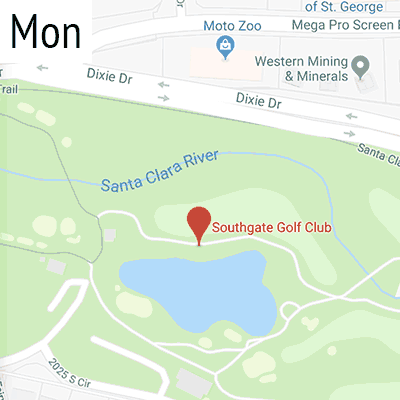 Mon
of St. George
Moto Zoo
Mega Pro Screen P
Western Mining
& Minerals
Dixie Dr
Dixie Dr
Trail
Santa Cla
Santa Clara River
Southgate Golf Club
2025 S Cir